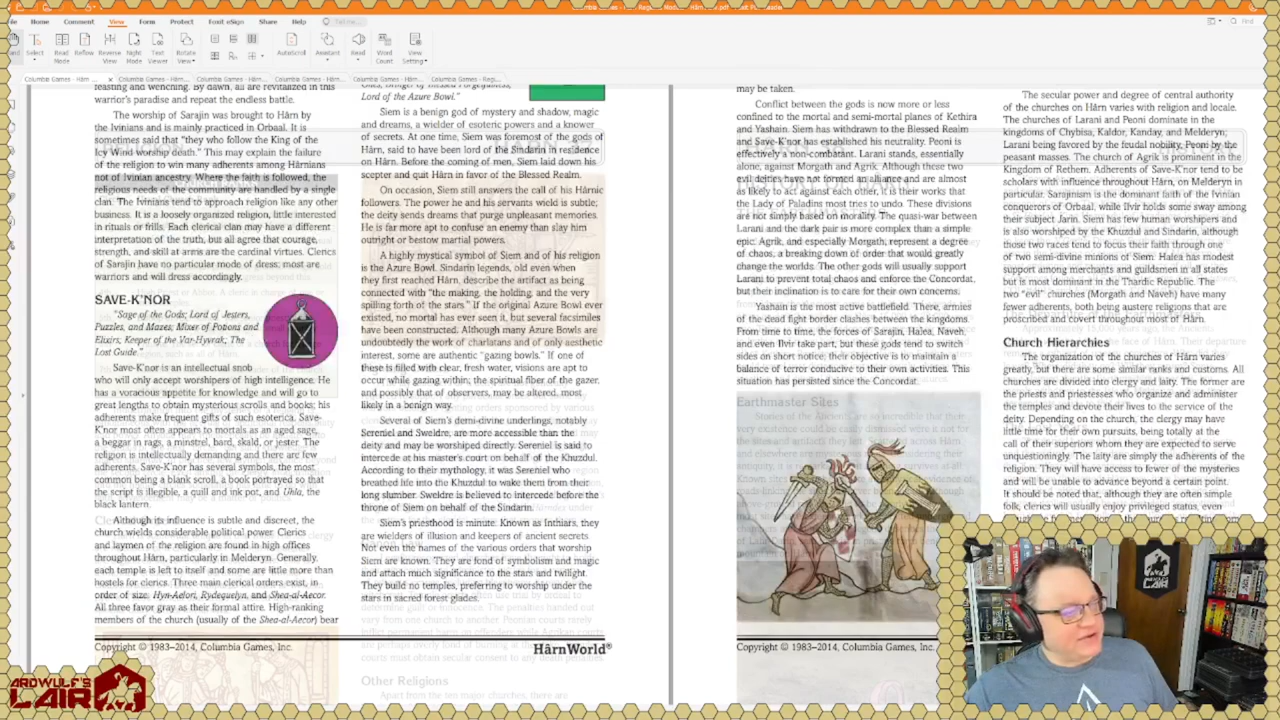 Home Comment View Form Protect Foxit eSign Share Help
Find
Select
Read Mode
Reflow
Reverse View
Night Mode
Text Viewer
Rotate View
AutoScroll
Assistant
Read
Word Count
View Setting
feasting and wenching. By dawn, all are revitalized in this
warrior's paradise and repeat the endless battle.
The worship of Sarajin was brought to Hârn by
the Ivinians and is mainly practiced in Orbaal. It is
sometimes said that "they who follow the King of the
Icy Wind worship death." This may explain the failure
of the religion to win many adherents among Hârnians
not of Ivinian ancestry. Where the faith is followed, the
religious needs of the community are handled by a single
clan. The Ivinians tend to approach religion like any other
business. It is a loosely organized religion, little interested
in rituals or frills. Each clerical clan may have a different
interpretation of the truth, but all agree that courage,
strength, and skill at arms are the cardinal virtues. Clerics
of Sarajin have no particular mode of dress; most are
warriors and will dress accordingly.
SAVE-K'NOR
"Sage of the Gods; Lord of Jesters,
Puzzles, and Mazes; Mixer of Potions and
Elixirs; Keeper of the Var-Hyvrak; The
Lost Guide."
Save-K'nor is an intellectual snob
who will only accept worshipers of high intelligence. He
has a voracious appetite for knowledge and will go to
great lengths to obtain mysterious scrolls and books; his
adherents make frequent gifts of such esoterica. Save-
K'nor most often appears to mortals as an aged sage,
a beggar in rags, a minstrel, bard, skald, or jester. The
religion is intellectually demanding and there are few
adherents. Save-K'nor has several symbols, the most
common being a blank scroll, a book portrayed so that
the script is illegible, a quill and ink pot, and Uhla, the
black lantern.
Although its influence is subtle and discreet, the
church wields considerable political power. Clerics
and laymen of the religion are found in high offices
throughout Hârn, particularly in Melderyn. Generally,
each temple is left to itself and some are little more than
hostels for clerics. Three main clerical orders exist, in
order of size, Hyn-Aelori, Rydequelyn, and Shea-al-Aecor.
All three favor gray as their formal attire. High-ranking
members of the church (usually of the Shea-al-Aecor) bear
Copyright © 1983–2014, Columbia Games, Inc.
Lord of the Azure Bowl."
Siem is a benign god of mystery and shadow, magic
and dreams, a wielder of esoteric powers and a knower
of secrets. At one time, Siem was foremost of the gods of
Hârn, said to have been lord of the Sindarin in residence
on Hârn. Before the coming of men, Siem laid down his
scepter and quit Hârn in favor of the Blessed Realm.
On occasion, Siem still answers the call of his Hârnic
followers. The power he and his servants wield is subtle;
the deity sends dreams that purge unpleasant memories.
He is far more apt to confuse an enemy than slay him
outright or bestow martial powers.
A highly mystical symbol of Siem and of his religion
is the Azure Bowl. Sindarin legends, old even when
they first reached Hârn, describe the artifact as being
connected with "the making, the holding, and the very
spilling forth of the stars." If the original Azure Bowl ever
existed, no mortal has ever seen it, but several facsimiles
have been constructed. Although many Azure Bowls are
undoubtedly the work of charlatans and of only aesthetic
interest, some are authentic "gazing bowls." If one of
these is filled with clear, fresh water, visions are apt to
occur while gazing within; the spiritual fiber of the gazer,
and possibly that of observers, may be altered, most
likely in a benign way.
Several of Siem's demi-divine underlings, notably
Sereniel and Sweldre, are more accessible than the
deity and may be worshiped directly. Sereniel is said to
intercede at his master's court on behalf of the Khuzdul.
According to their mythology, it was Sereniel who
breathed life into the Khuzdul to wake them from their
long slumber. Sweldre is believed to intercede before the
throne of Siem on behalf of the Sindarin.
Siem's priesthood is minute. Known as Inthiars, they
are wielders of illusion and keepers of ancient secrets.
Not even the names of the various orders that worship
Siem are known. They are fond of symbolism and magic
and attach much significance to the stars and twilight.
They build no temples, preferring to worship under the
stars in sacred forest glades.
HârnWorld®
Other Religions
Apart from the ten major churches, there are
may be taken.
Conflict between the gods is now more or less
confined to the mortal and semi-mortal planes of Kethira
and Yashain. Siem has withdrawn to the Blessed Realm
and Save-K'nor has established his neutrality. Peoni is
effectively a non-combatant. Larani stands, essentially
alone, against Morgath and Agrik. Although these two
evil deities have not formed an alliance and are almost
as likely to act against each other, it is their works that
the Lady of Paladins most tries to undo. These divisions
are not simply based on morality. The quasi-war between
Larani and the dark pair is more complex than a simple
epic. Agrik, and especially Morgath, represent a degree
of chaos, a breaking down of order that would greatly
change the worlds. The other gods will usually support
Larani to prevent total chaos and enforce the Concordat,
but their inclination is to care for their own concerns.
Yashain is the most active battlefield. There, armies
of the dead fight border clashes between the kingdoms.
From time to time, the forces of Sarajin, Halea, Naveh,
and even Ilvir take part, but these gods tend to switch
sides on short notice; their objective is to maintain a
balance of terror conducive to their own activities. This
situation has persisted since the Concordat.
Earthmaster Sites
Copyright © 1983–2014, Columbia Games, Inc.
The secular power and degree of central authority
of the churches on Hârn varies with religion and locale.
The churches of Larani and Peoni are dominate in the
kingdoms of Chybisa, Kaldor, Kanday, and Melderyn;
Larani being favored by the feudal nobility, Peoni by the
peasant masses. The church of Agrik is prominent in the
Kingdom of Rethem. Adherents of Save-K'nor tend to be
scholars with influence throughout Hârn, on Melderyn in
particular. Sarajinism is the dominant faith of the Ivinian
conquerors of Orbaal, while Ilvir holds some sway among
their subject Jarin. Siem has few human worshipers and
is also worshiped by the Khuzdul and Sindarin, although
those two races tend to focus their faith through one
of two semi-divine minions of Siem. Halea has modest
support among merchants and guildsmen in all states
but is most dominant in the Thardic Republic. The
two "evil" churches (Morgath and Naveh) have many
fewer adherents, both being austere religions that are
proscribed and covert throughout most of Hârn.
Church Hierarchies
The organization of the churches of Hârn varies
greatly, but there are some similar ranks and customs. All
churches are divided into clergy and laity. The former are
the priests and priestesses who organize and administer
the temples and devote their lives to the service of the
deity. Depending on the church, the clergy may have
little time for their own pursuits, being totally at the
call of their superiors whom they are expected to serve
unquestioningly. The laity are simply the adherents of the
religion. They will have access to fewer of the mysteries
and will be unable to advance beyond a certain point.
It should be noted that, although they are often simple
folk, clerics will usually enjoy privileged status, even
ARDWULF'S
LAIR